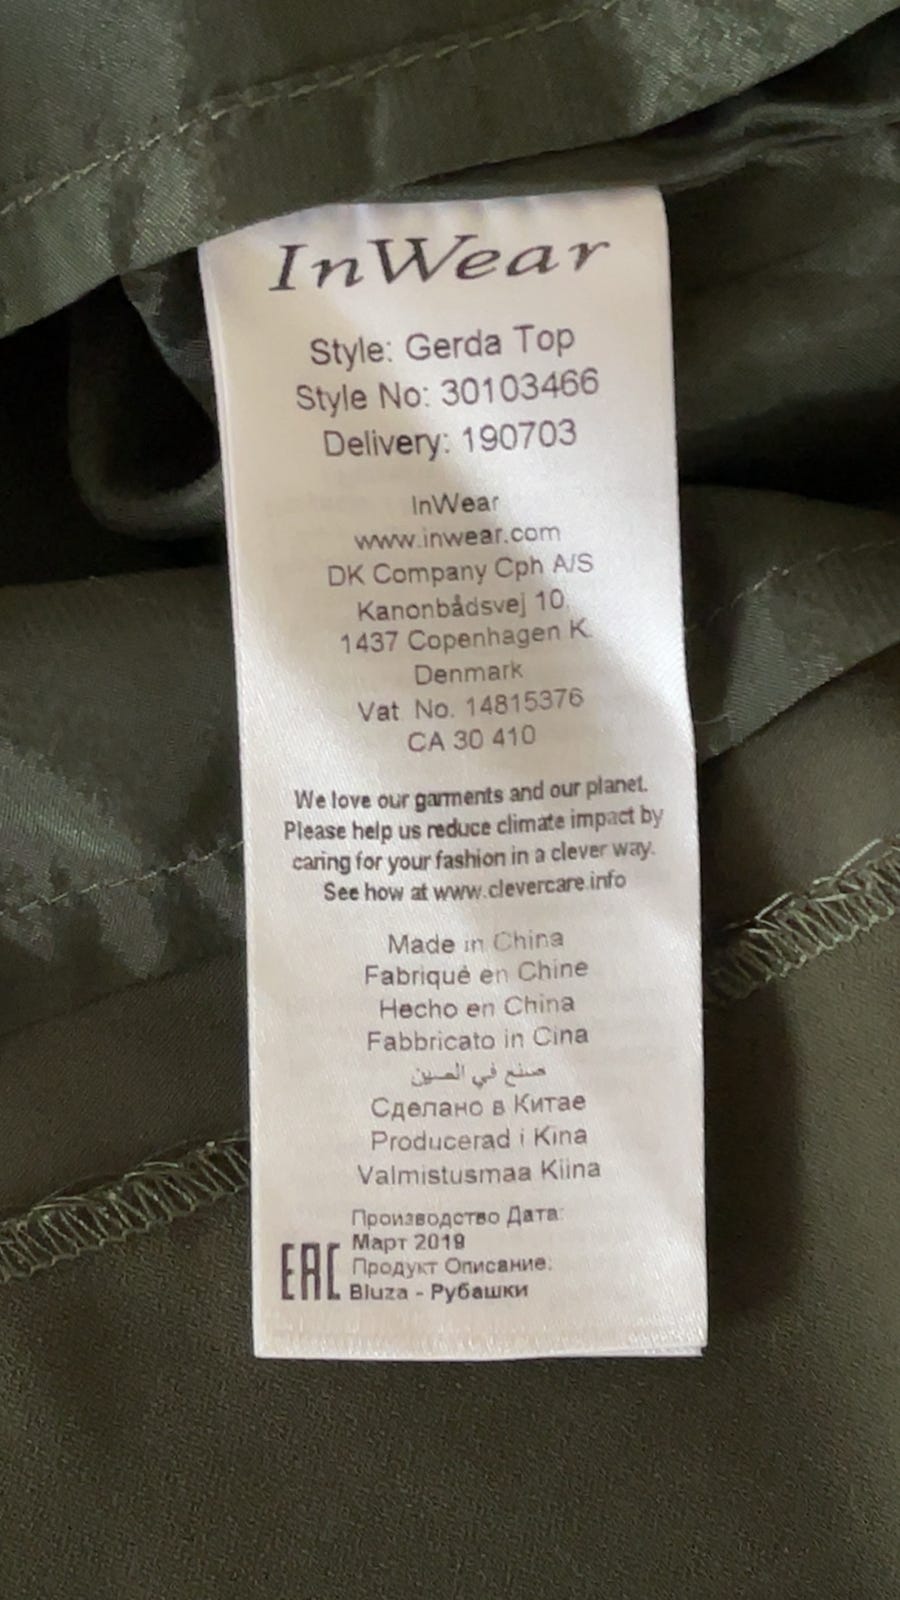 InWear
Style: Gerda Top
Style No: 30103466
Delivery: 190703
InWear
www.inwear.com
DK Company Cph A/S
Kanonbådsvej 10
1437 Copenhagen K.
Denmark
Vat. No. 14815376
CA 30 410
We love our garments and our planet.
Please help us reduce climate impact by
caring for your fashion in a clever way.
See how at www.clevercare.info
Made in China
Fabriqué en Chine
Hecho en China
Fabbricato in Cina
صنع في الصين
Сделано в Китае
Producerad i Kina
Valmistusmaa Kiina
Производство Дата:
Март 2019
EAC Продукт Описание:
Bluza - Рубашки